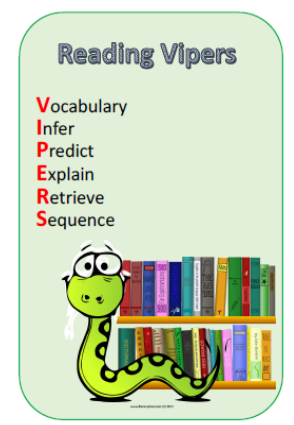 Reading Vipers
Vocabulary
Infer
Predict
Explain
Retrieve
Sequence